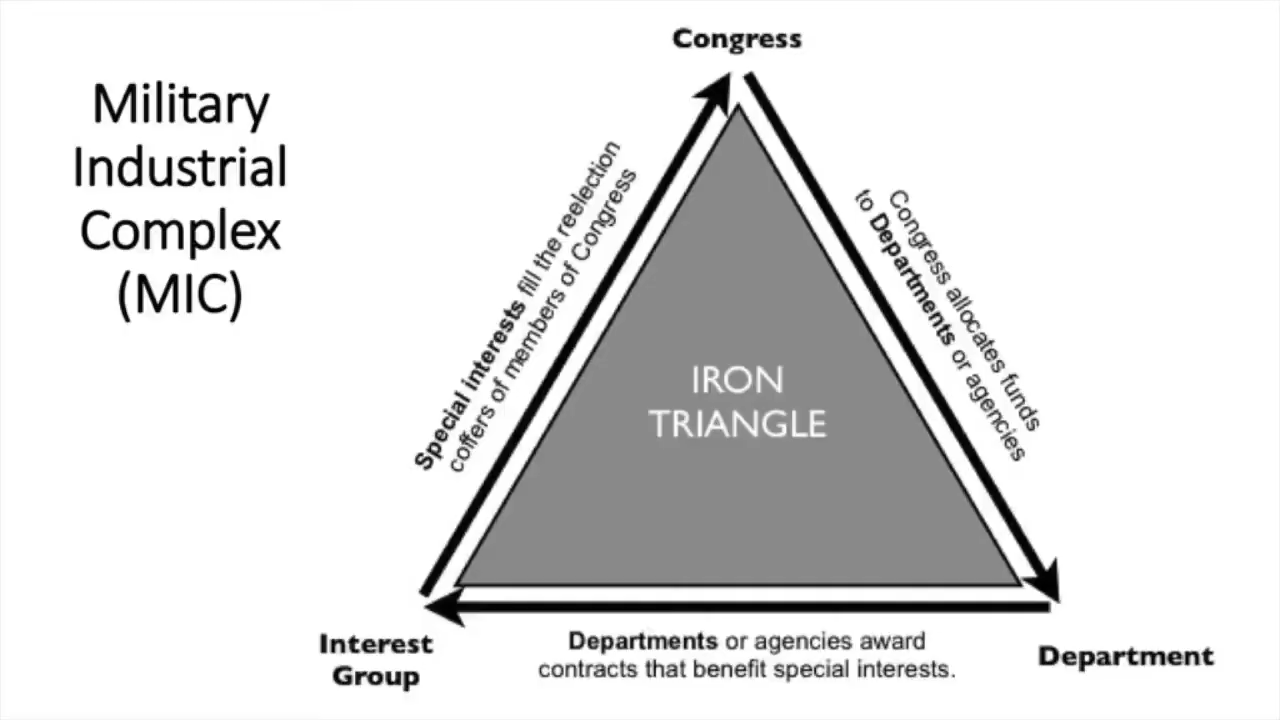 Military
Industrial
Complex
(MIC)
Congress
Special interests fill the reelection
coffers of members of Congress
Congress allocates funds
to Departments or agencies
IRON
TRIANGLE
Interest
Group
Departments or agencies award
contracts that benefit special interests.
Department